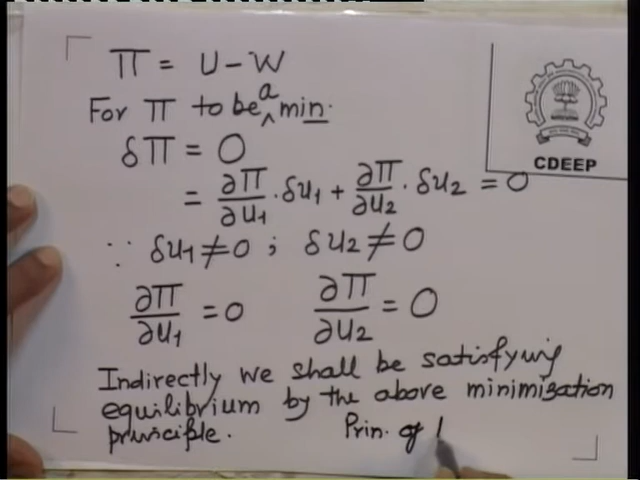 Π = U - W
For Π to be a min.
δΠ = 0
= ∂Π/∂u1 · δu1 + ∂Π/∂u2 · δu2 = 0
∵ δu1 ≠ 0 ; δu2 ≠ 0
∂Π/∂u1 = 0 ∂Π/∂u2 = 0
Indirectly we shall be satisfying
equilibrium by the above minimization
principle. Prin. of
CDEEP